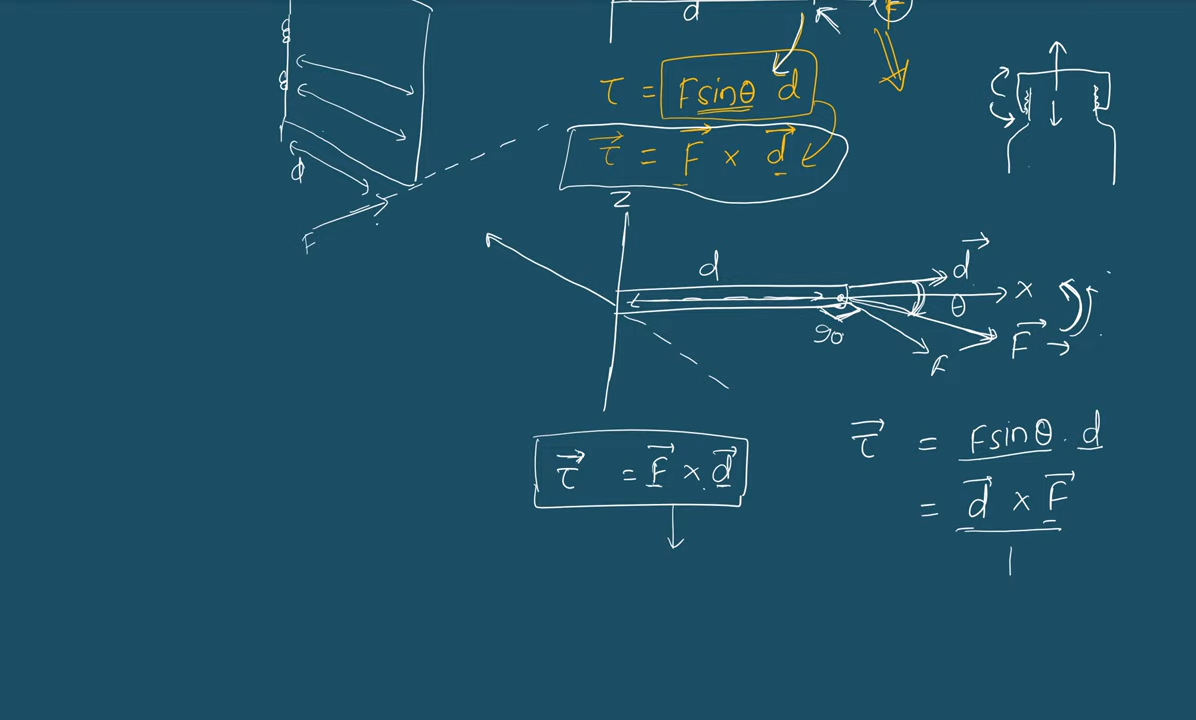 d
F
τ = Fsinθ d
τ⃗ = F⃗ × d⃗
d
F
Z
d
d⃗
θ
x
90
F⃗
F
τ⃗ = F⃗ × d⃗
τ⃗ = Fsinθ . d
= d⃗ × F⃗